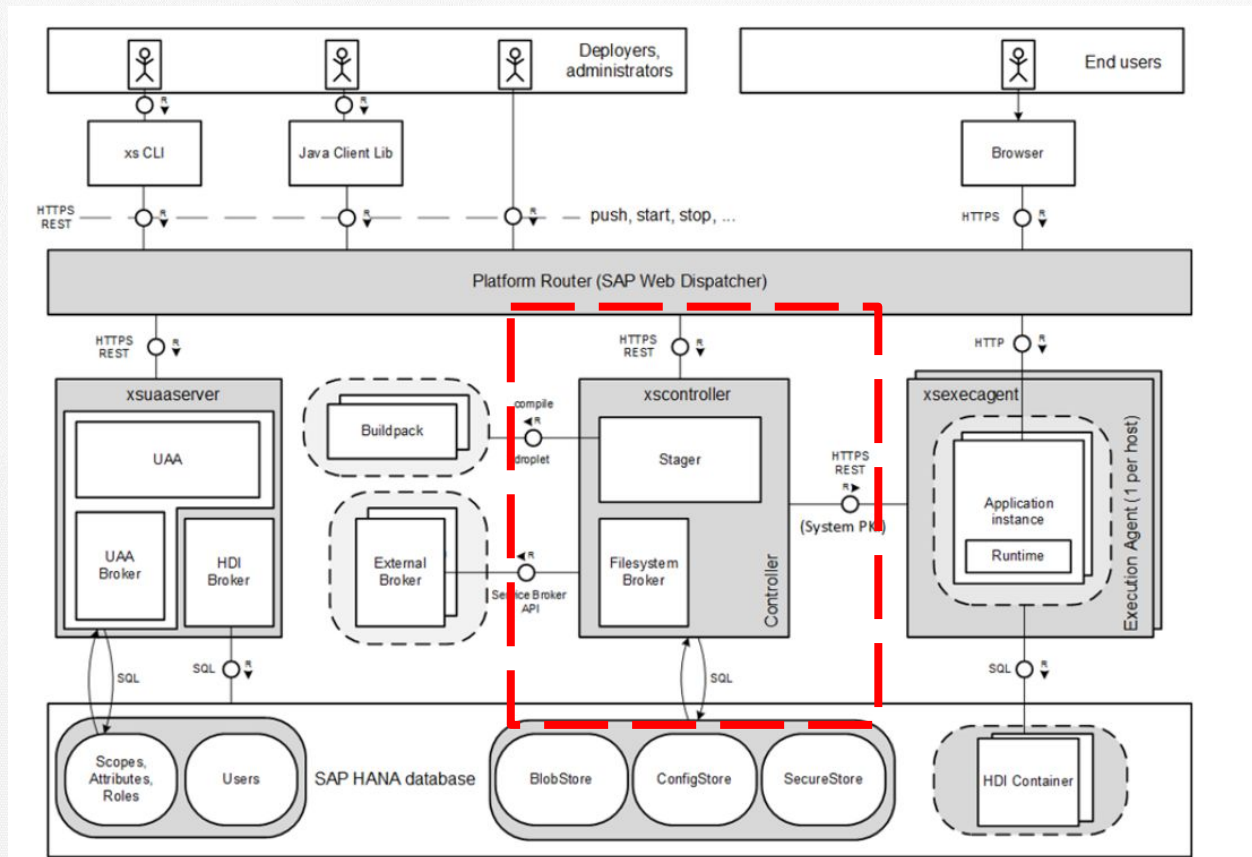 Deployers,
administrators
End users
R
R
xs CLI
Java Client Lib
Browser
HTTPS
REST
R
R
R
push, start, stop, ...
HTTPS
R
Platform Router (SAP Web Dispatcher)
HTTPS
REST
R
HTTPS
REST
R
HTTP
R
xsuaaserver
xscontroller
xsexecagent
UAA
Buildpack
compile
R
droplet
Stager
HTTPS
REST
R
(System PKI)
Application
instance
Runtime
Execution Agent (1 per host)
UAA
Broker
HDI
Broker
External
Broker
R
Service Broker
API
Filesystem
Broker
Controller
SQL
SQL
R
SQL
SQL
R
Scopes,
Attributes,
Roles
Users
SAP HANA database
BlobStore
ConfigStore
SecureStore
HDI Container